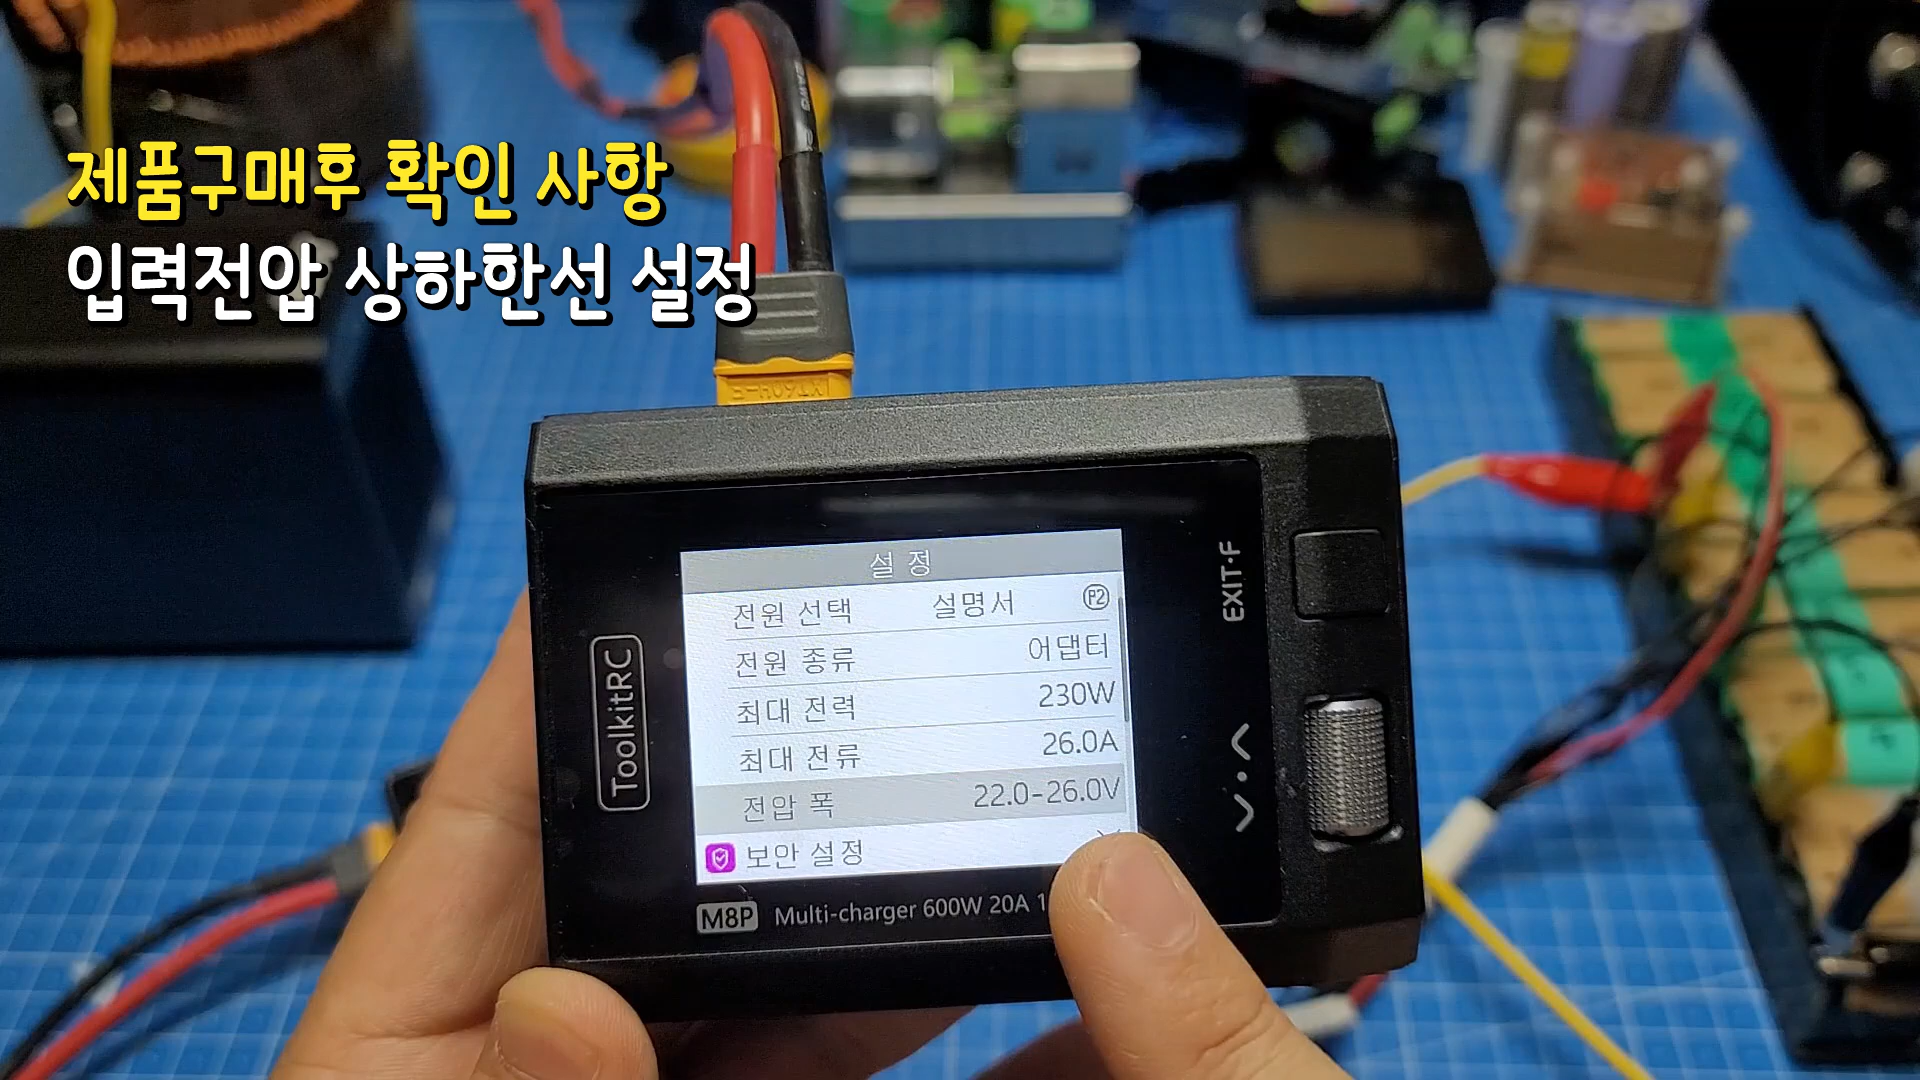 제품구매후 확인 사항
입력전압 상하한선 설정
설 정
전원 선택 설명서 P2
전원 종류 어댑터
최대 전력 230W
최대 전류 26.0A
전압 폭 22.0-26.0V
보안 설정
ToolkitRC
EXIT·F
M8P Multi-charger 600W 20A